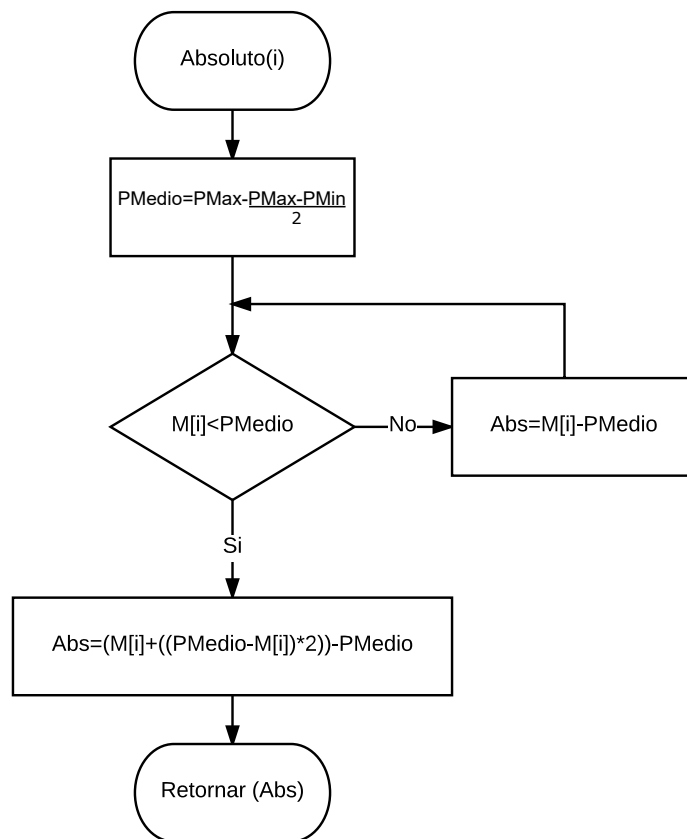 Absoluto(i)
PMedio=PMax-PMax-PMin
2
M[i]<PMedio
No
Abs=M[i]-PMedio
Si
Abs=(M[i]+((PMedio-M[i])*2))-PMedio
Retornar (Abs)